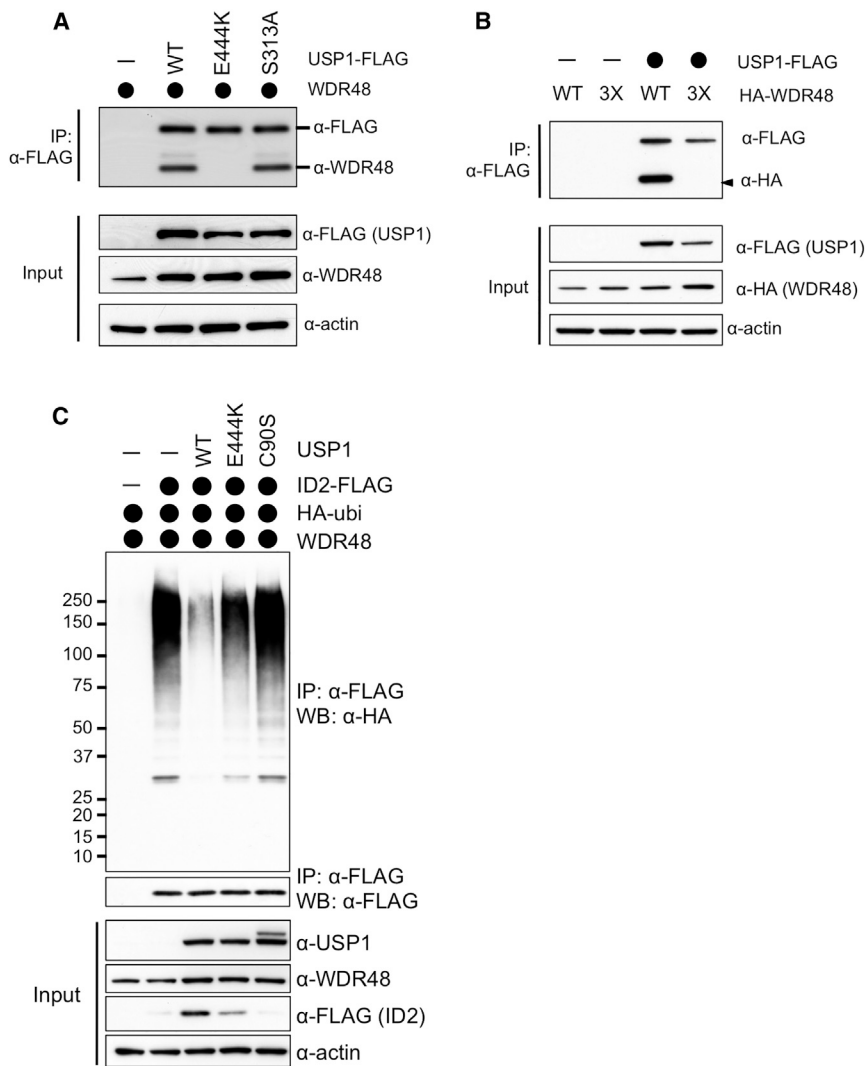 A
WT
E444K
S313A
— USP1-FLAG
WDR48
IP:
α-FLAG
α-FLAG
α-WDR48
Input
α-FLAG (USP1)
α-WDR48
α-actin
B
— — USP1-FLAG
WT 3X WT 3X HA-WDR48
IP:
α-FLAG
α-FLAG
α-HA
Input
α-FLAG (USP1)
α-HA (WDR48)
α-actin
C
— — WT E444K C90S USP1
— ID2-FLAG
HA-ubi
WDR48
250
150
100
75
50
37
25
20
15
10
IP: α-FLAG
WB: α-HA
IP: α-FLAG
WB: α-FLAG
Input
α-USP1
α-WDR48
α-FLAG (ID2)
α-actin